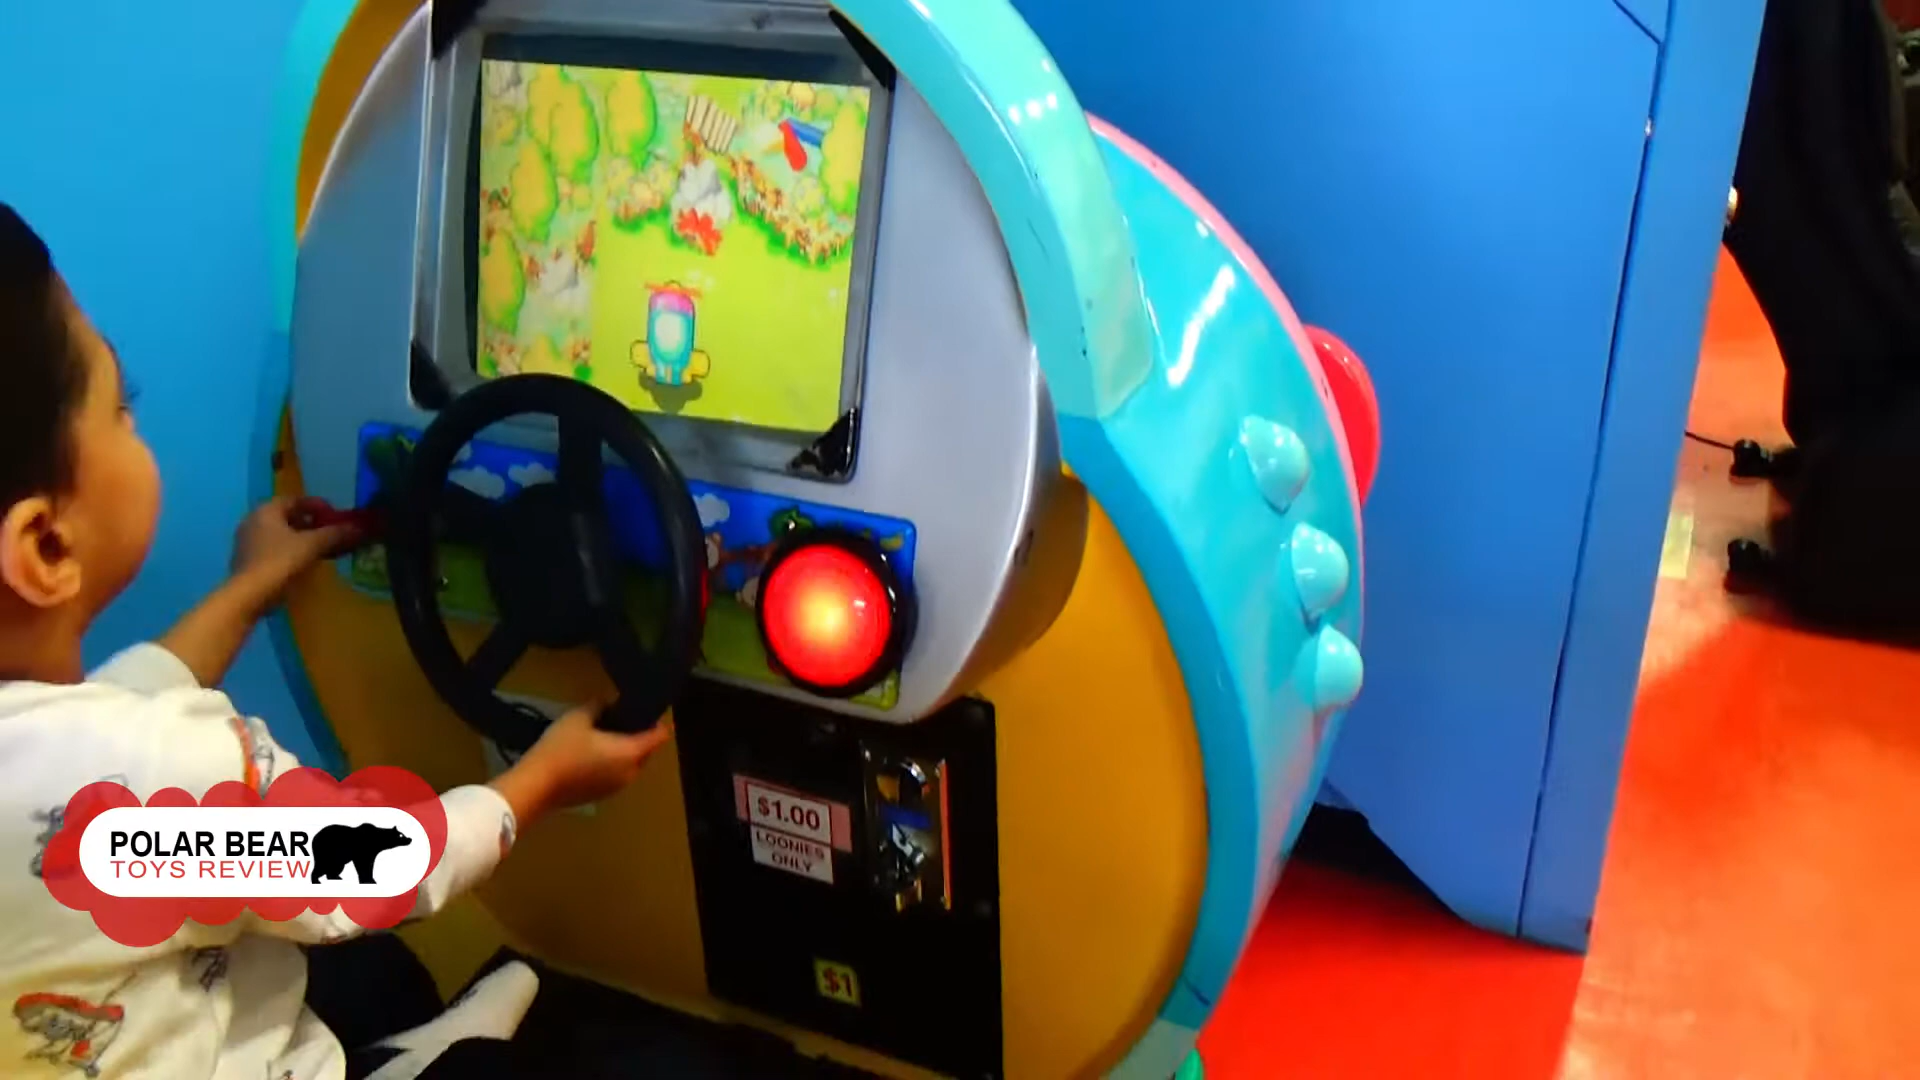 $1.00
LOONIES
ONLY
$1
POLAR BEAR
TOYS REVIEW